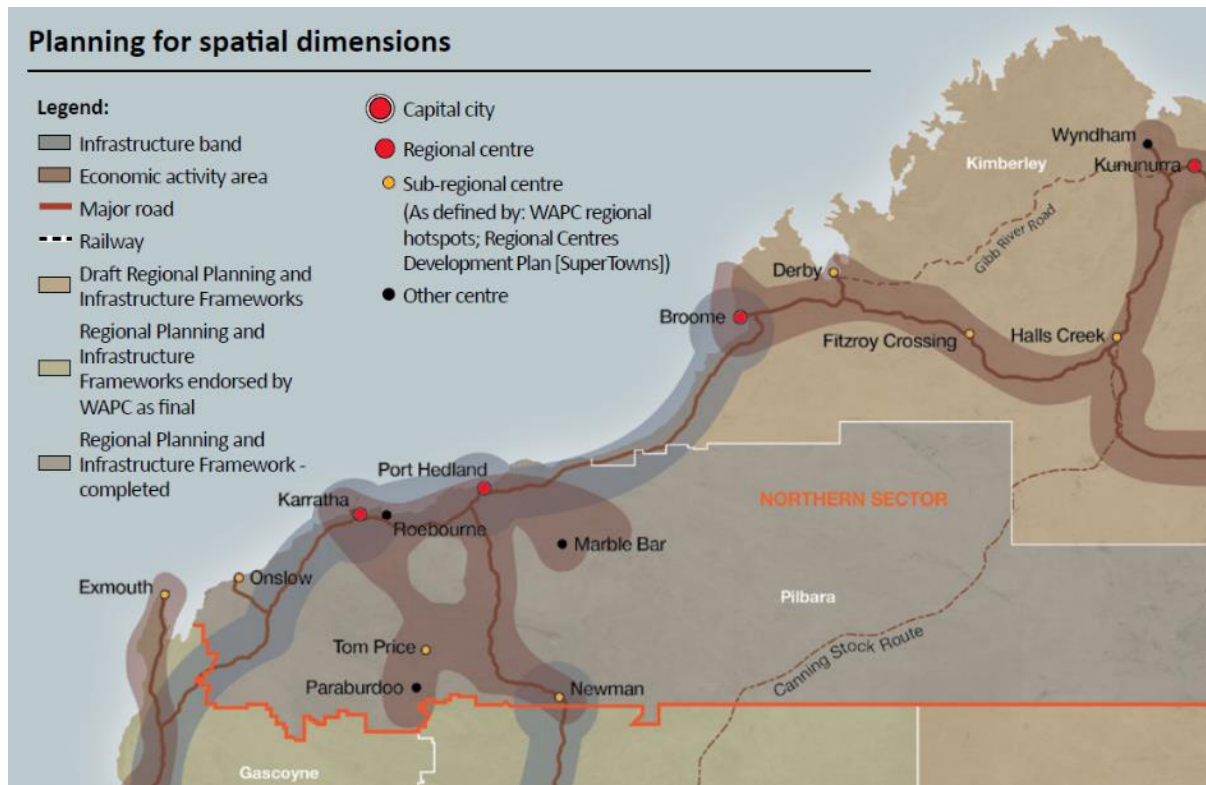 Planning for spatial dimensions
Legend:
Infrastructure band
Economic activity area
Major road
Railway
Draft Regional Planning and
Infrastructure Frameworks
Regional Planning and
Infrastructure
Frameworks endorsed by
WAPC as final
Regional Planning and
Infrastructure Framework -
completed
Capital city
Regional centre
Sub-regional centre
(As defined by: WAPC regional
hotspots; Regional Centres
Development Plan [SuperTowns])
Other centre
Wyndham
Kimberley
Kununurra
Gibb River Road
Derby
Broome
Fitzroy Crossing
Halls Creek
Port Hedland
Karratha
NORTHERN SECTOR
Roebourne
Marble Bar
Onslow
Exmouth
Pilbara
Tom Price
Canning Stock Route
Paraburdoo
Newman
Gascoyne